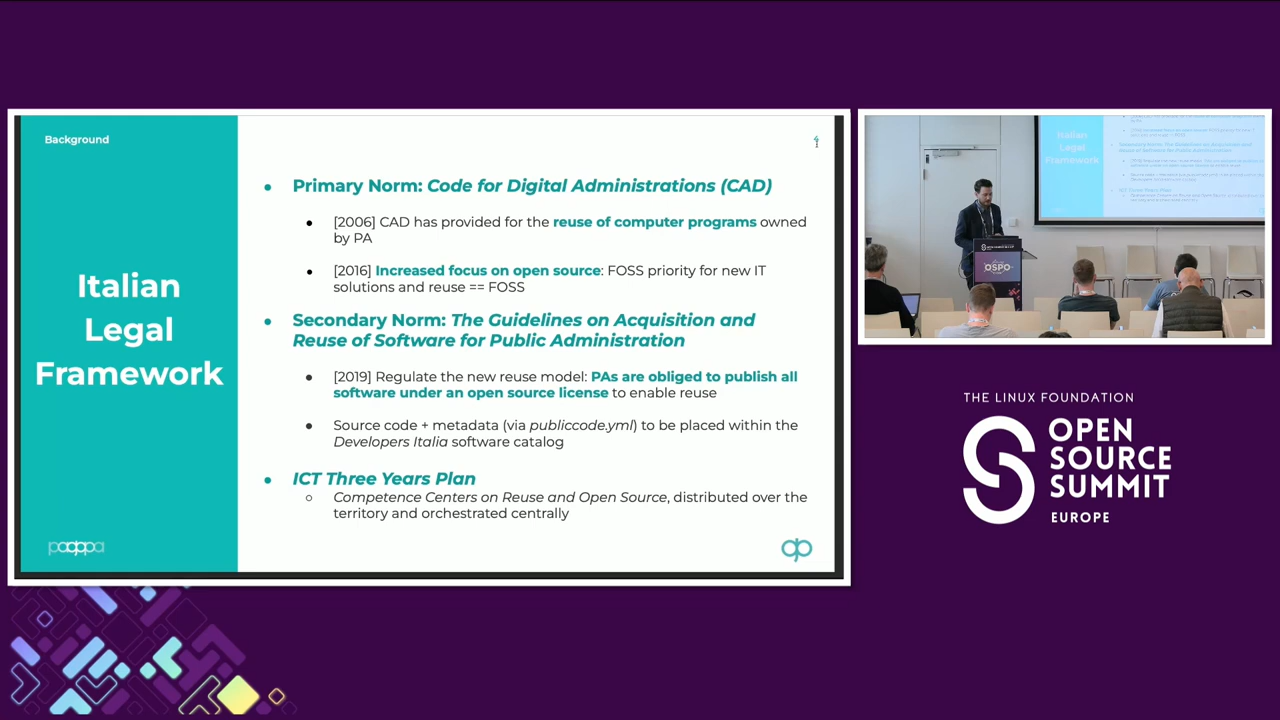 Background
4
Italian
Legal
Framework
Primary Norm: Code for Digital Administrations (CAD)
[2006] CAD has provided for the reuse of computer programs owned
by PA
[2016] Increased focus on open source: FOSS priority for new IT
solutions and reuse == FOSS
Secondary Norm: The Guidelines on Acquisition and
Reuse of Software for Public Administration
[2019] Regulate the new reuse model: PAs are obliged to publish all
software under an open source license to enable reuse
Source code + metadata (via publiccode.yml) to be placed within the
Developers Italia software catalog
ICT Three Years Plan
Competence Centers on Reuse and Open Source, distributed over the
territory and orchestrated centrally
Italian
Legal
Framework
OSPO
THE LINUX FOUNDATION
OPEN
SOURCE
SUMMIT
EUROPE